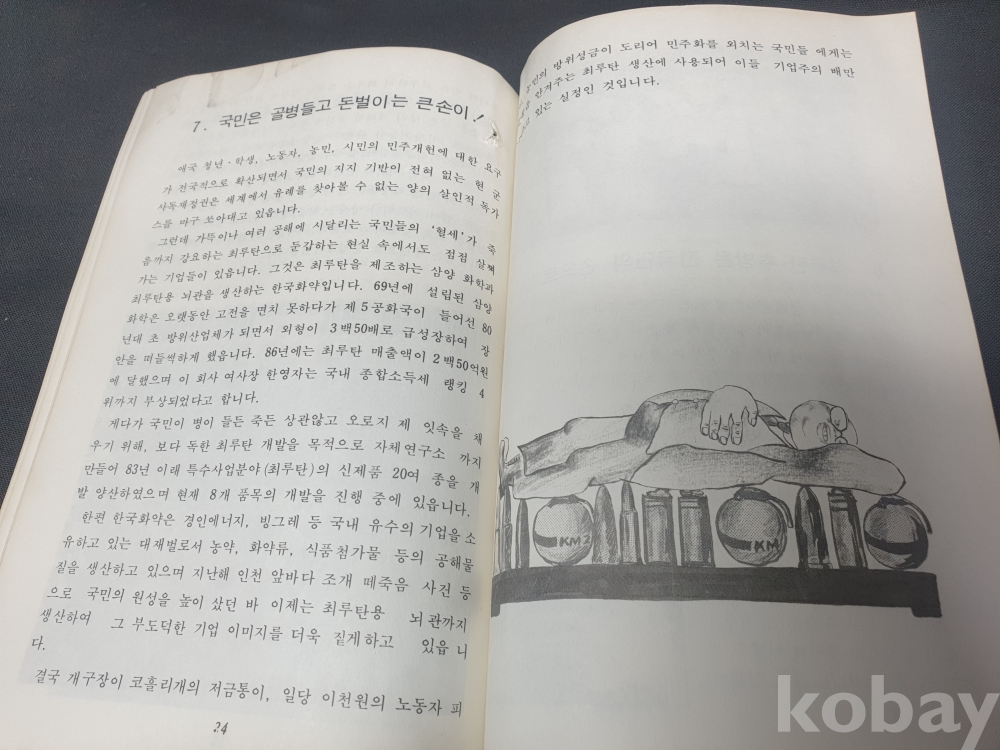 7. 국민은 골병들고 돈벌이는 큰손이!
애국 청년·학생, 노동자, 농민, 시민의 민주개헌에 대한 요구
가 전국적으로 확산되면서 국민의 지지 기반이 전혀 없는 현 군
사독재정권은 세계에서 유례를 찾아볼 수 없는 양의 살인적 독가
스를 마구 쏘아대고 있읍니다.
그런데 가뜩이나 여러 공해에 시달리는 국민들의 '혈세'가 죽
음까지 강요하는 최루탄으로 둔갑하는 현실 속에서도 점점 살쪄
가는 기업들이 있읍니다. 그것은 최루탄을 제조하는 삼양 화학과
최루탄용 뇌관을 생산하는 한국화약입니다. 69년에 설립된 삼양
화학은 오랫동안 고전을 면치 못하다가 제5공화국이 들어선 80
년대 초 방위산업체가 되면서 외형이 3백50배로 급성장하여 장
안을 떠들썩하게 했읍니다. 86년에는 최루탄 매출액이 2백50억원
에 달했으며 이 회사 여사장 한영자는 국내 종합소득세 랭킹 4
위까지 부상되었다고 합니다.
게다가 국민이 병이 들든 죽든 상관않고 오로지 제 잇속을 채
우기 위해, 보다 독한 최루탄 개발을 목적으로 자체연구소 까지
만들어 83년 이래 특수사업분야(최루탄)의 신제품 20여 종을 개
발 양산하였으며 현재 8개 품목의 개발을 진행 중에 있읍니다.
한편 한국화약은 경인에너지, 빙그레 등 국내 유수의 기업을 소
유하고 있는 대재벌로서 농약, 화약류, 식품첨가물 등의 공해물
질을 생산하고 있으며 지난해 인천 앞바다 조개 떼죽음 사건 등
으로 국민의 원성을 높이 샀던 바 이제는 최루탄용 뇌관까지
생산하여 그 부도덕한 기업 이미지를 더욱 짙게하고 있읍니
다.
결국 개구장이 코흘리개의 저금통이, 일당 이천원의 노동자 피
24
방위성금이 도리어 민주화를 외치는 국민들 에게는
안겨주는 최루탄 생산에 사용되어 이들 기업주의 배만
있는 실정인 것입니다.
KM2
KM
kobay